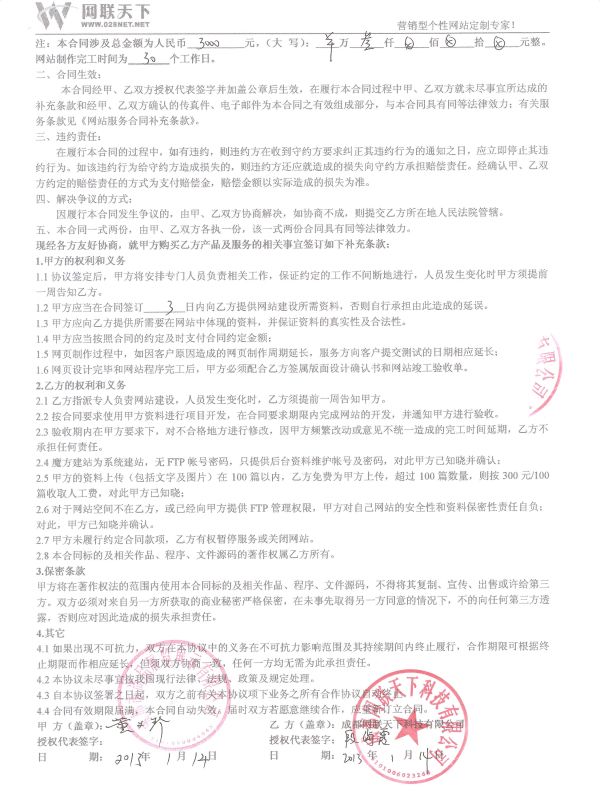 网联天下
WWW.028NET.NET
营销型个性网站定制专家！
注：本合同涉及总金额为人民币 3000 元，（大 写）： 万 叁 仟 ⊗ 佰 ⊗ 拾 ⊗ 元整。
网站制作完工时间为 30 个工作日。
二、合同生效：
本合同经甲、乙双方授权代表签字并加盖公章后生效，在履行本合同过程中甲、乙双方就未尽事宜所达成的
补充条款和经甲、乙双方确认的传真件、电子邮件为本合同之有效组成部分，与本合同具有同等法律效力；有关服
务条款见《网站服务合同补充条款》。
三、违约责任：
在履行本合同的过程中，如有违约，则违约方在收到守约方要求纠正其违约行为的通知之日，应立即停止其违
约行为。如该违约行为给守约方造成损失的，则违约方还应就造成的损失向守约方承担赔偿责任。经确认甲、乙双
方约定的赔偿责任的方式为支付赔偿金，赔偿金额以实际造成的损失为准。
四、解决争议的方式：
因履行本合同发生争议的，由甲、乙双方协商解决，如协商不成，则提交乙方所在地人民法院管辖。
五、本合同一式两份，由甲、乙双方各执一份，该一式两份合同具有同等法律效力。
现经各方友好协商，就甲方购买乙方产品及服务的相关事宜签订如下补充条款：
1.甲方的权利和义务
1.1 协议签定后，甲方将安排专门人员负责相关工作，保证约定的工作不间断地进行，人员发生变化时甲方须提前
一周告知乙方。
1.2 甲方应当在合同签订 3 日内向乙方提供网站建设所需资料，否则自行承担由此造成的延误。
1.3 甲方应向乙方提供所需要在网站中体现的资料，并保证资料的真实性及合法性。
1.4 甲方应当按照合同的约定及时支付合同约定金额；
1.5 网页制作过程中，如因客户原因造成的网页制作周期延长，服务方向客户提交测试的日期相应延长；
1.6 网页设计完毕和网站程序完工后，甲方必须配合乙方签属版面设计确认书和网站竣工验收单。
2.乙方的权利和义务
2.1 乙方指派专人负责网站建设，人员发生变化时，乙方须提前一周告知甲方。
2.2 按合同要求使用甲方资料进行项目开发，在合同要求期限内完成网站的开发，并通知甲方进行验收。
2.3 验收期内在甲方要求下，对不合格地方进行修改，因甲方频繁改动或意见不统一造成的完工时间延期，乙方不
承担任何责任。
2.4 魔方建站为系统建站，无 FTP 帐号密码，只提供后台资料维护帐号及密码，对此甲方已知晓并确认；
2.5 甲方的资料上传（包括文字及图片）在 100 篇以内，乙方免费为甲方上传，超过 100 篇数量，则按 300 元/100
篇收取人工费，对此甲方已知晓；
2.6 对于网站空间不在乙方，或已经向甲方提供 FTP 管理权限，甲方对自己网站的安全性和资料保密性责任自负；
对此，甲方已知晓并确认。
2.7 甲方未履行约定合同款项，乙方有权暂停服务或关闭网站。
2.8 本合同标的及相关作品、程序、文件源码的著作权属乙方所有。
3.保密条款
甲方将在著作权法的范围内使用本合同标的及相关作品、程序、文件源码，不得将其复制、宣传、出售或许给第三
方。双方必须对来自另一方所获取的商业秘密严格保密，在未事先取得另一方同意的情况下，不的向任何第三方透
露，否则应对因此造成的损失承担责任。
4.其它
4.1 如果出现不可抗力，双方在本协议中的义务在不可抗力影响范围及其持续期间内终止履行，合作期限可根据终
止期限而作相应延长，但须双方协商一致，任何一方均无需为此承担责任。
4.2 本协议未尽事宜按我国现行法律、法规、政策及规定处理。
4.3 自本协议签署之日起，双方之前有关本协议项下业务之所有合作协议自动终止。
4.4 合同有效期限届满，本合同自动失效。届时双方若愿意继续合作，应重新订立合同。
甲 方（盖章）： 乙 方（盖章）：成都网联天下科技有限公司
授权代表签字： 授权代表签字：
日 期： 2013 年 1 月 14 日 日 期： 2013 年 1 月 14 日